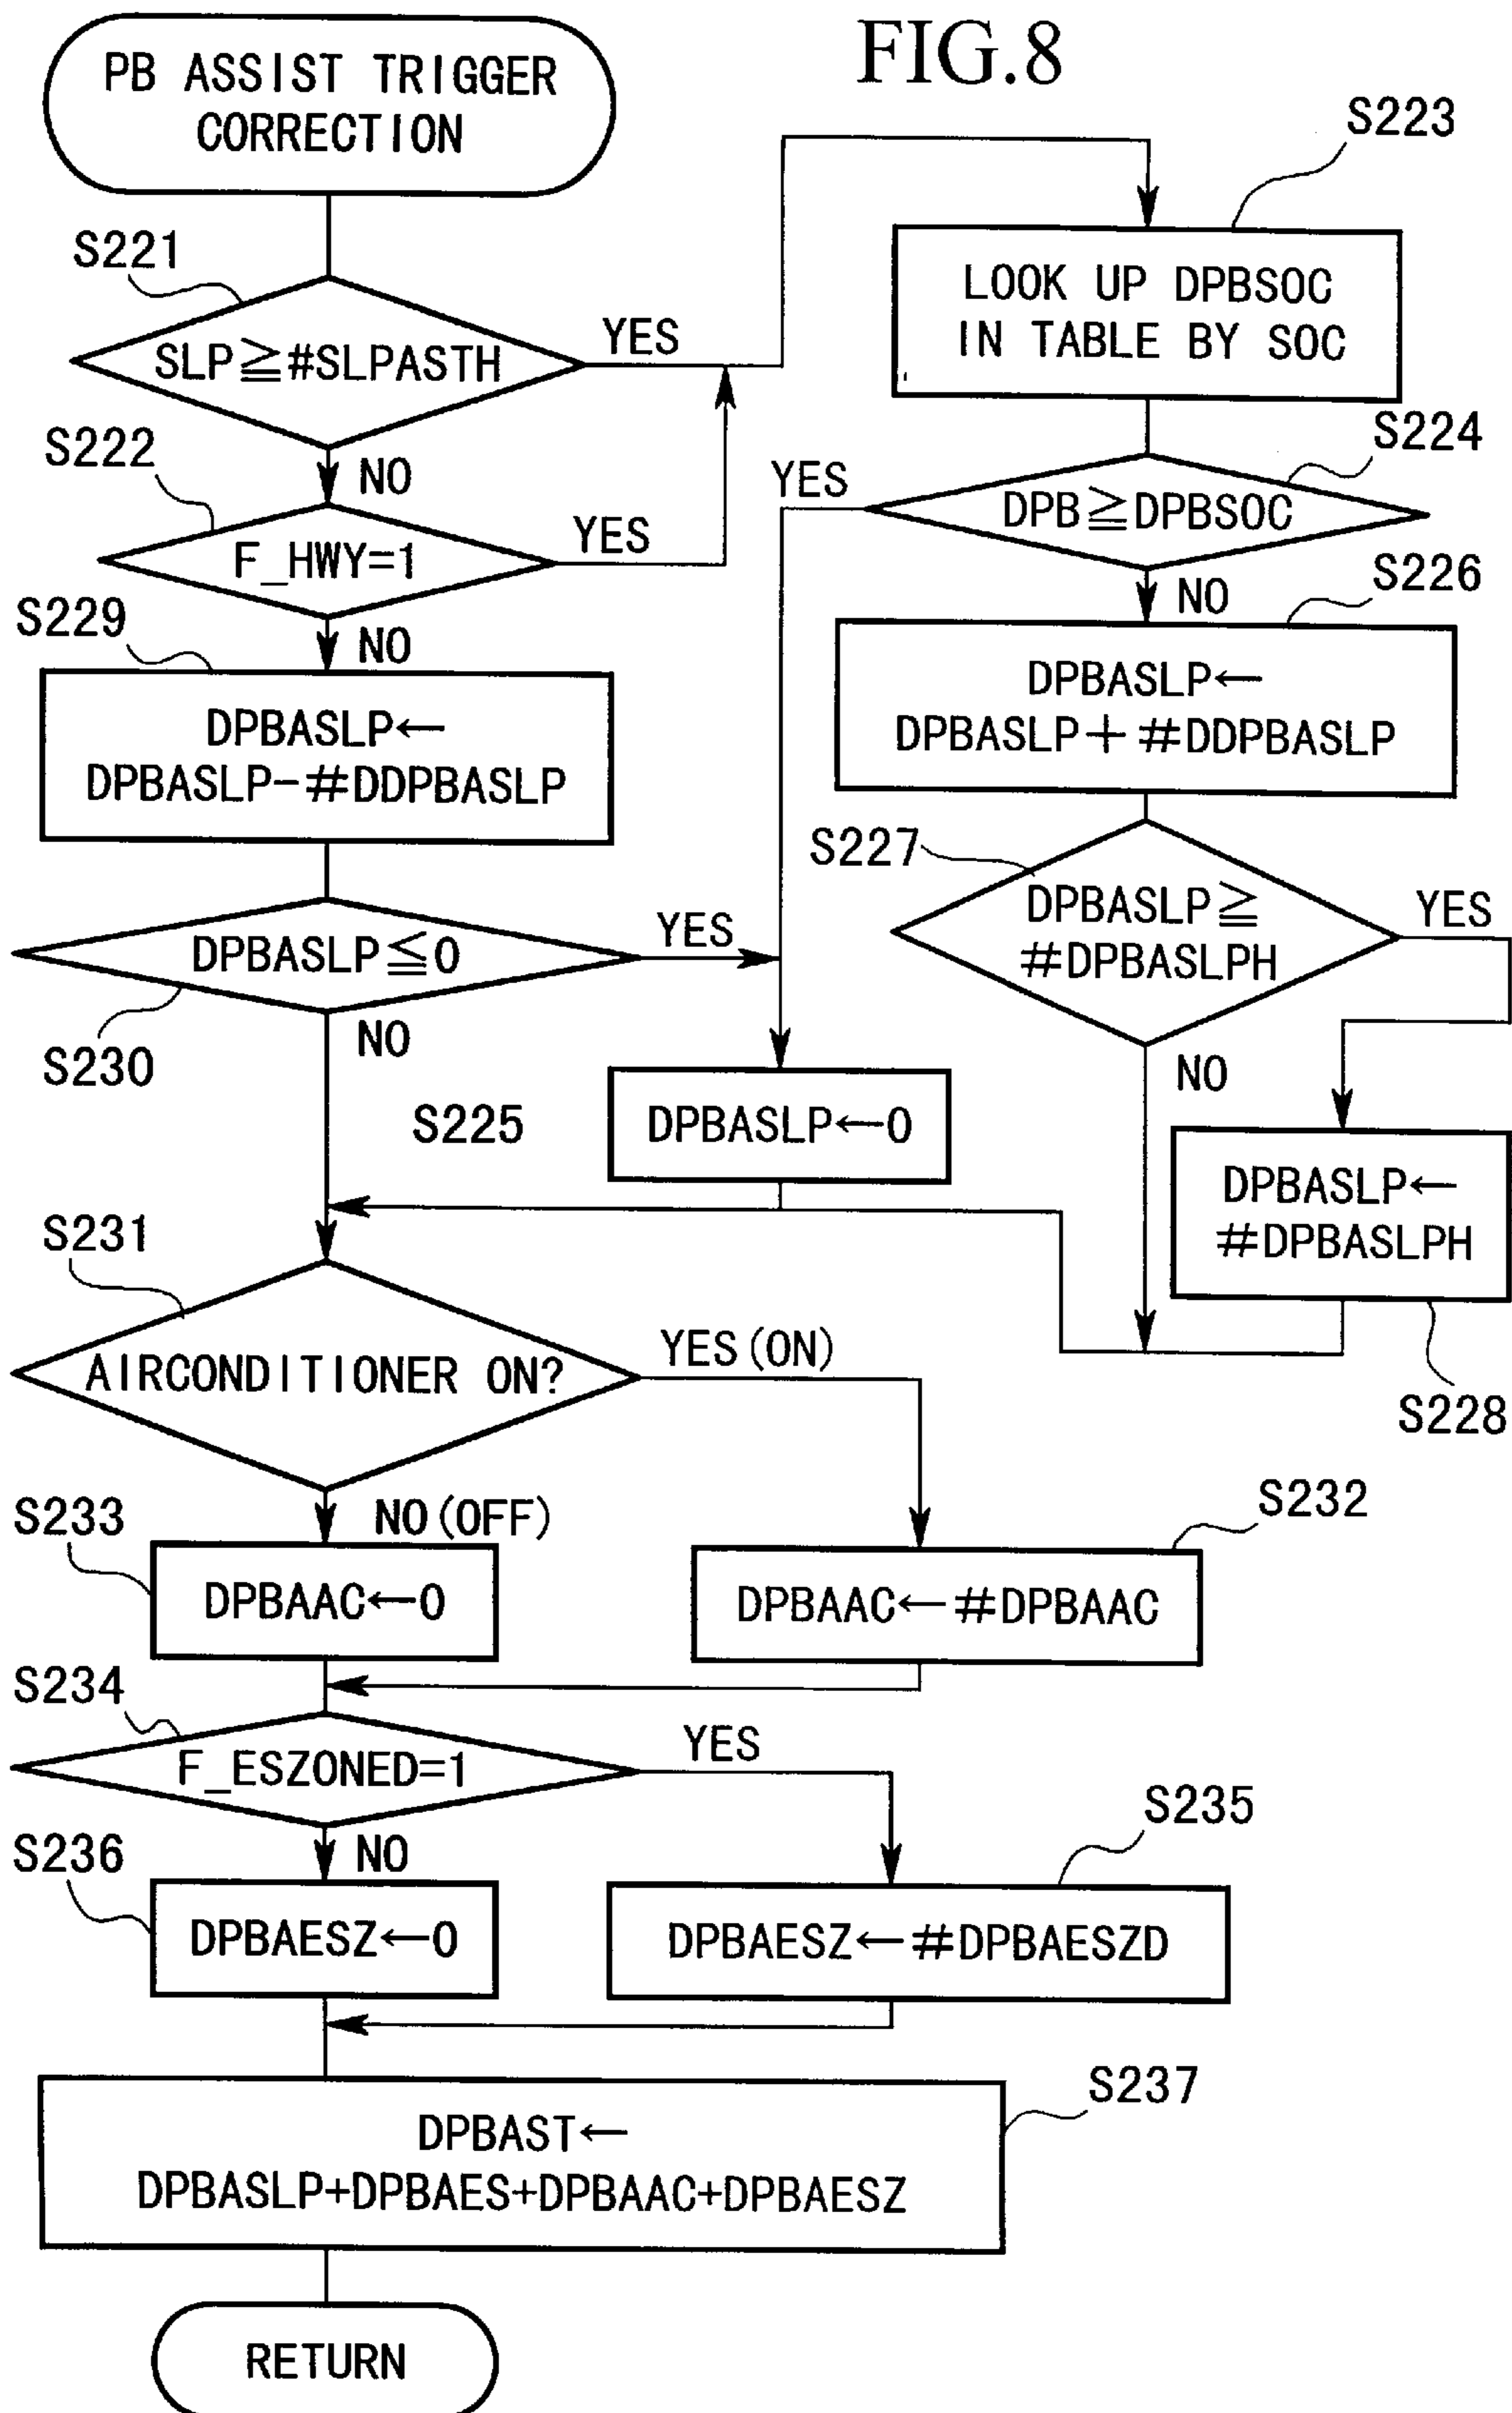 FIG.8
PB ASSIST TRIGGER
CORRECTION
S221
SLP≧#SLPASTH
YES
NO
S222
F_HWY=1
YES
NO
S229
DPBASLP←
DPBASLP-#DDPBASLP
DPBASLP≦0
YES
NO
S230
S223
LOOK UP DPBSOC
IN TABLE BY SOC
S224
DPB≧DPBSOC
YES
NO
S226
DPBASLP←
DPBASLP+#DDPBASLP
S227
DPBASLP≧
#DPBASLPH
YES
NO
DPBASLP←
#DPBASLPH
S228
S225
DPBASLP←0
S231
AIRCONDITIONER ON?
YES(ON)
NO(OFF)
S233
DPBAAC←0
S232
DPBAAC←#DPBAAC
S234
F_ESZONED=1
YES
NO
S236
DPBAESZ←0
S235
DPBAESZ←#DPBAESZD
S237
DPBAST←
DPBASLP+DPBAES+DPBAAC+DPBAESZ
RETURN